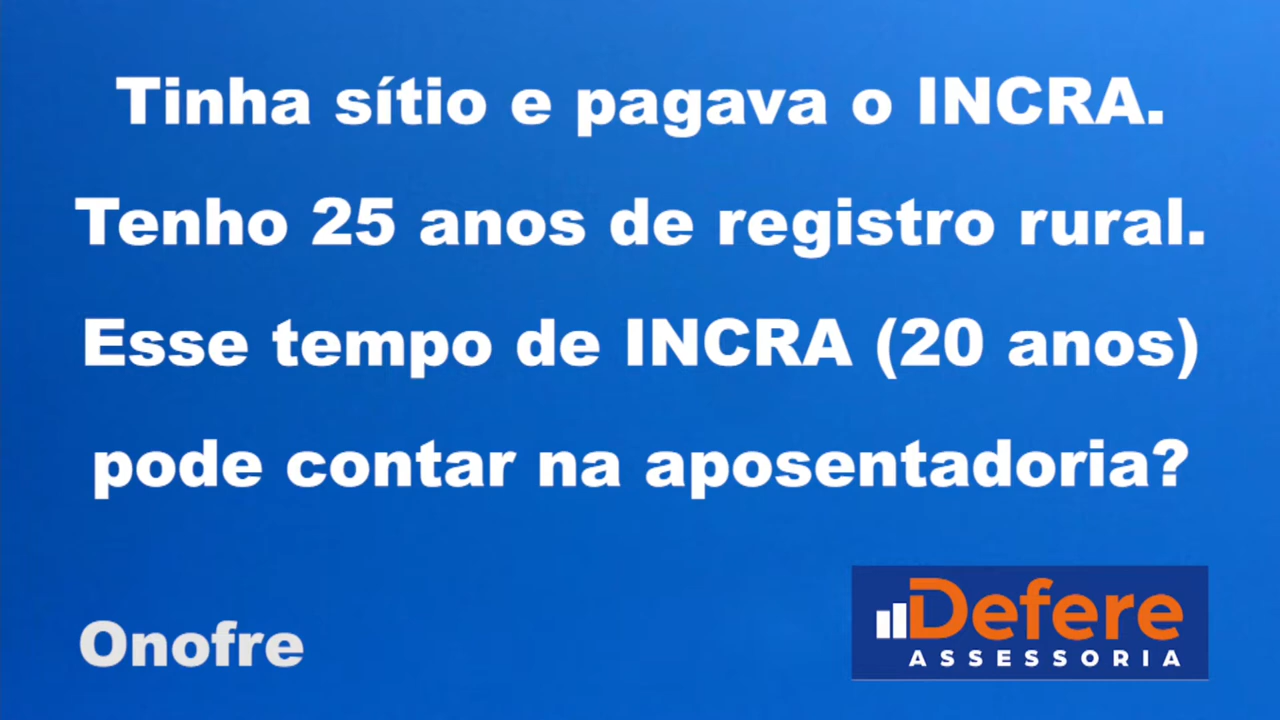 Tinha sítio e pagava o INCRA.
Tenho 25 anos de registro rural.
Esse tempo de INCRA (20 anos)
pode contar na aposentadoria?
Onofre
Defere
ASSESSORIA